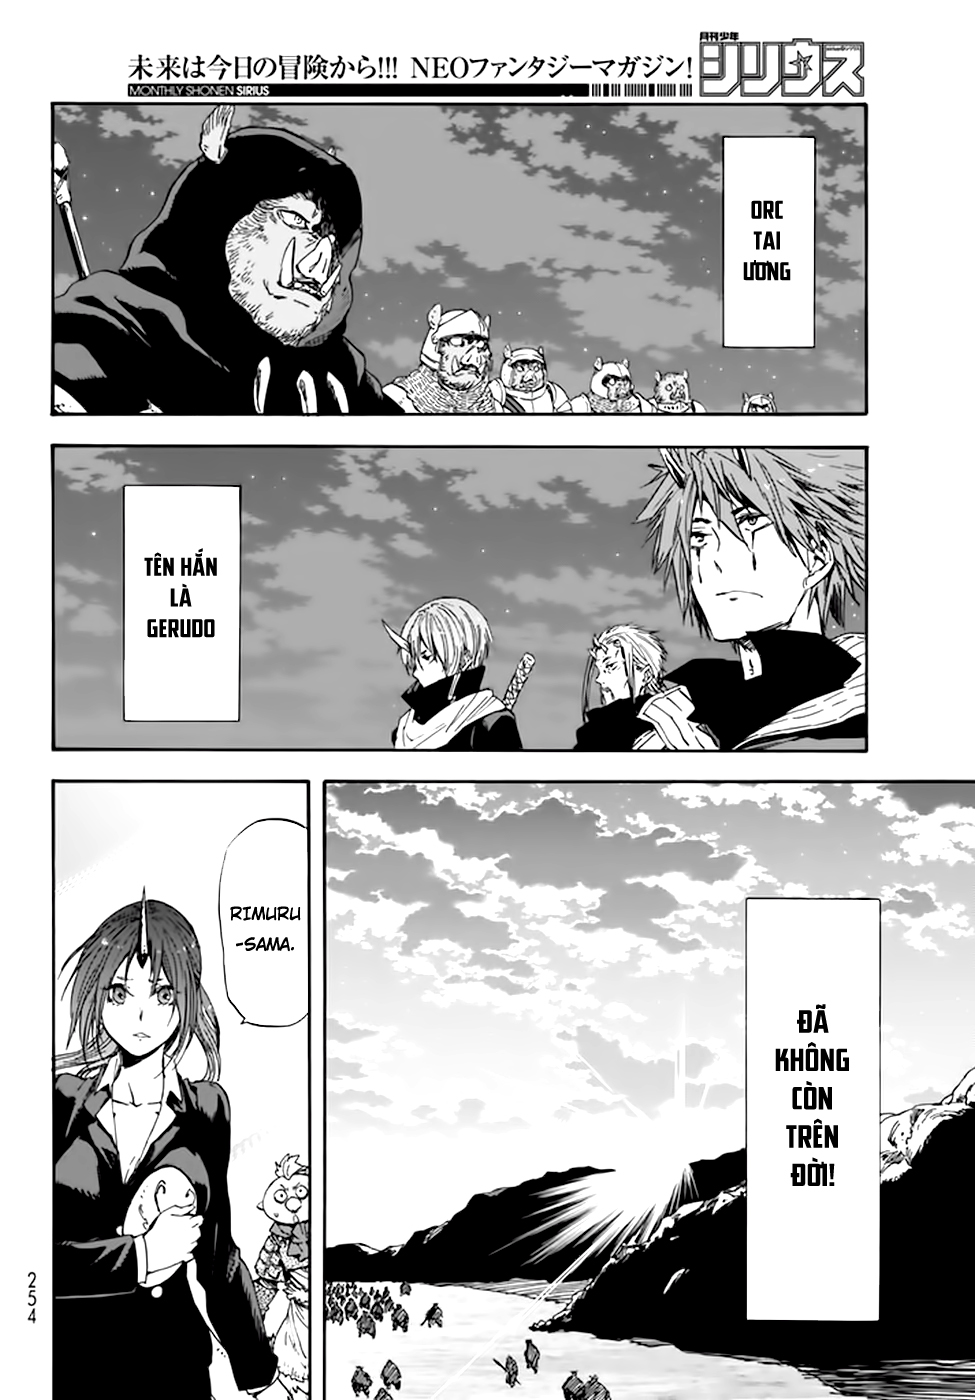 未来は今日の冒険から!!! NEOファンタジーマガジン!
月刊少年
シリウス
MONTHLY SHONEN SIRIUS
ORC
TAI
ƯƠNG
TÊN HẮN
LÀ
GERUDO
RIMURU
-SAMA.
ĐÃ
KHÔNG
CÒN
TRÊN
ĐỜI!
254